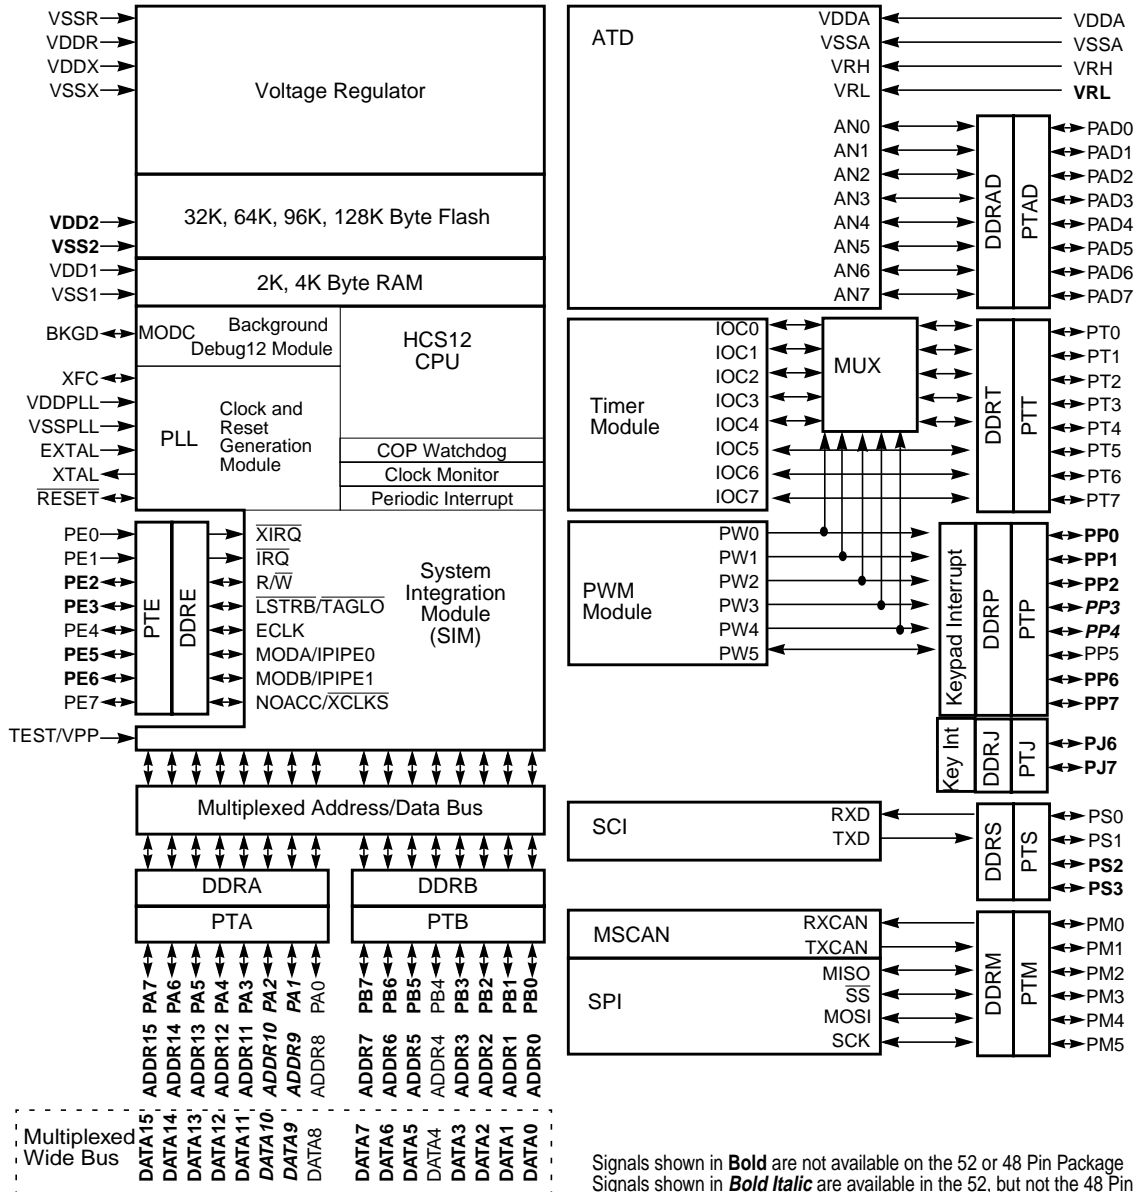 VSSR
VDDR
VDDX
VSSX
Voltage Regulator
VDD2
VSS2
32K, 64K, 96K, 128K Byte Flash
VDD1
VSS1
2K, 4K Byte RAM
BKGD
MODC
Background
Debug12 Module
HCS12
CPU
XFC
VDDPLL
VSSPLL
EXTAL
XTAL
RESET
PLL
Clock and
Reset
Generation
Module
COP Watchdog
Clock Monitor
Periodic Interrupt
PE0
PE1
PE2
PE3
PE4
PE5
PE6
PE7
PTE
DDRE
XIRQ
IRQ
R/W
LSTRB/TAGLO
ECLK
MODA/IPIPE0
MODB/IPIPE1
NOACC/XCLKS
System
Integration
Module
(SIM)
TEST/VPP
Multiplexed Address/Data Bus
DDRA
DDRB
PTA
PTB
PA7
PA6
PA5
PA4
PA3
PA2
PA1
PA0
PB7
PB6
PB5
PB4
PB3
PB2
PB1
PB0
ADDR15
ADDR14
ADDR13
ADDR12
ADDR11
ADDR10
ADDR9
ADDR8
ADDR7
ADDR6
ADDR5
ADDR4
ADDR3
ADDR2
ADDR1
ADDR0
Multiplexed
Wide Bus
DATA15
DATA14
DATA13
DATA12
DATA11
DATA10
DATA9
DATA8
DATA7
DATA6
DATA5
DATA4
DATA3
DATA2
DATA1
DATA0
ATD
VDDA
VSSA
VRH
VRL
AN0
AN1
AN2
AN3
AN4
AN5
AN6
AN7
DDRAD
PTAD
VDDA
VSSA
VRH
VRL
PAD0
PAD1
PAD2
PAD3
PAD4
PAD5
PAD6
PAD7
Timer
Module
IOC0
IOC1
IOC2
IOC3
IOC4
IOC5
IOC6
IOC7
MUX
DDRT
PTT
PT0
PT1
PT2
PT3
PT4
PT5
PT6
PT7
PWM
Module
PW0
PW1
PW2
PW3
PW4
PW5
Keypad Interrupt
DDRP
PTP
PP0
PP1
PP2
PP3
PP4
PP5
PP6
PP7
Key Int
DDRJ
PTJ
PJ6
PJ7
SCI
RXD
TXD
DDRS
PTS
PS0
PS1
PS2
PS3
MSCAN
RXCAN
TXCAN
SPI
MISO
SS
MOSI
SCK
DDRM
PTM
PM0
PM1
PM2
PM3
PM4
PM5
Signals shown in Bold are not available on the 52 or 48 Pin Package
Signals shown in Bold Italic are available in the 52, but not the 48 Pin